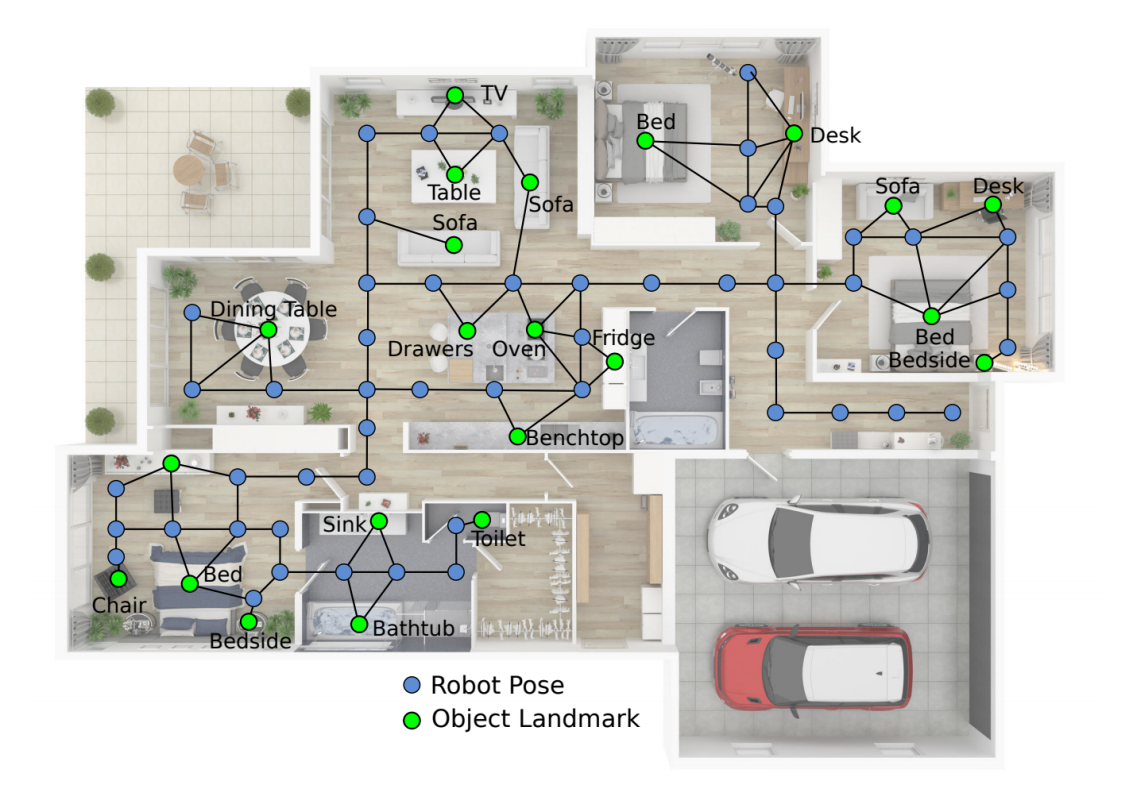 TV
Bed
Desk
Table
Sofa
Sofa
Sofa
Desk
Dining Table
Drawers
Oven
Fridge
Bed
Bedside
Benchtop
Sink
Toilet
Bed
Chair
Bedside
Bathtub
Robot Pose
Object Landmark